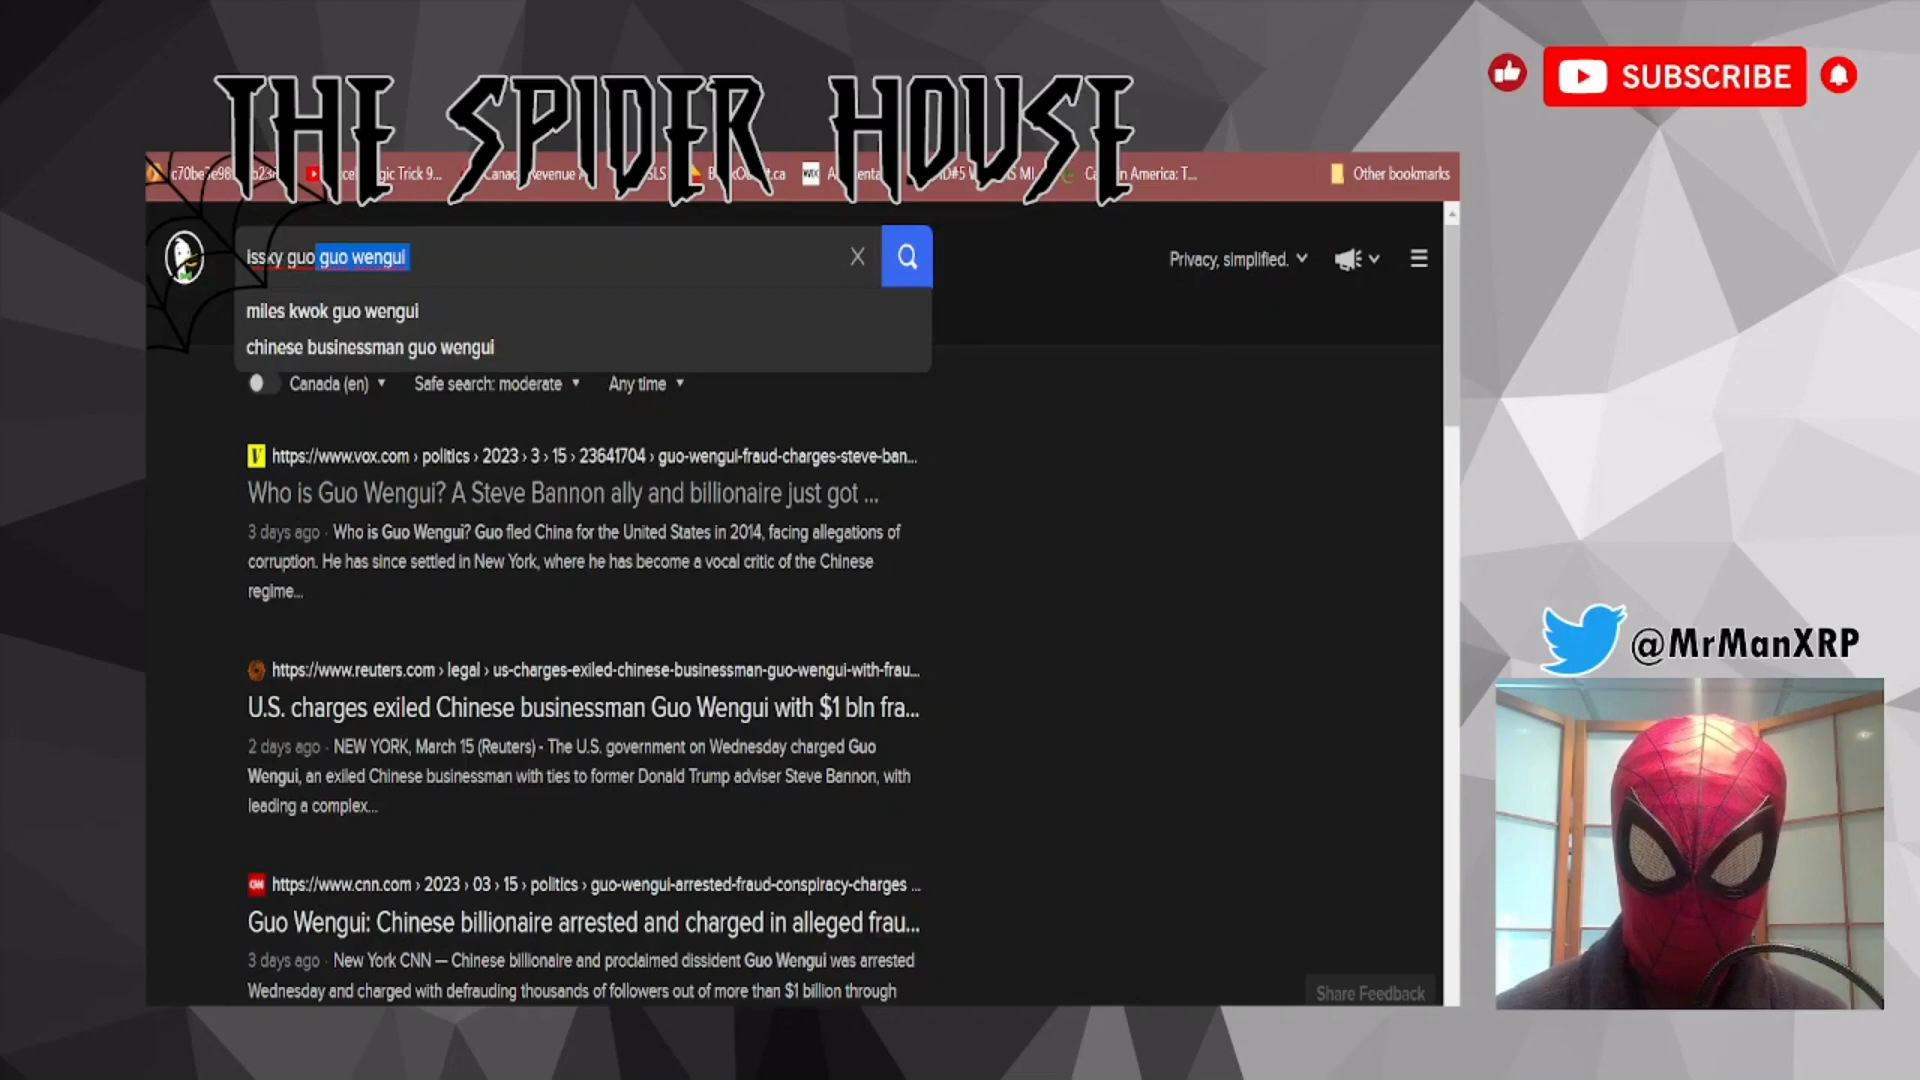 THE SPIDER HOUSE
SUBSCRIBE
gic Trick 9...
Canad
evenue
SLS
.ca
n America: T...
Other bookmarks
issky guo guo wengui
Privacy, simplified.
miles kwok guo wengui
chinese businessman guo wengui
Canada (en)
Safe search: moderate
Any time
https://www.vox.com › politics › 2023 › 3 › 15 › 23641704 › guo-wengui-fraud-charges-steve-ban...
Who is Guo Wengui? A Steve Bannon ally and billionaire just got ...
3 days ago · Who is Guo Wengui? Guo fled China for the United States in 2014, facing allegations of
corruption. He has since settled in New York, where he has become a vocal critic of the Chinese
regime...
https://www.reuters.com › legal › us-charges-exiled-chinese-businessman-guo-wengui-with-frau...
U.S. charges exiled Chinese businessman Guo Wengui with $1 bln fra...
2 days ago · NEW YORK, March 15 (Reuters) - The U.S. government on Wednesday charged Guo
Wengui, an exiled Chinese businessman with ties to former Donald Trump adviser Steve Bannon, with
leading a complex...
https://www.cnn.com › 2023 › 03 › 15 › politics › guo-wengui-arrested-fraud-conspiracy-charges ...
Guo Wengui: Chinese billionaire arrested and charged in alleged frau...
3 days ago · New York CNN — Chinese billionaire and proclaimed dissident Guo Wengui was arrested
Wednesday and charged with defrauding thousands of followers out of more than $1 billion through
Share Feedback
@MrManXRP